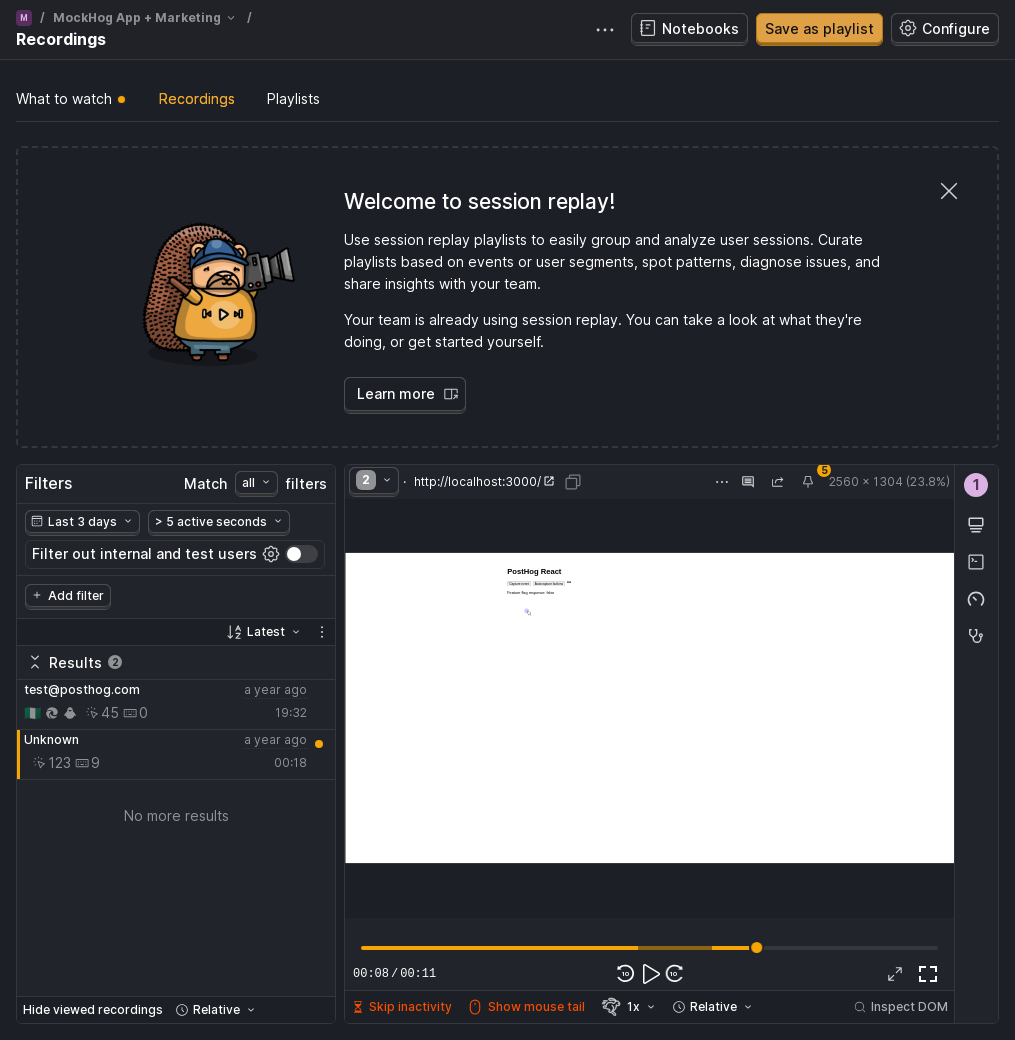 M / MockHog App + Marketing /
Recordings
Notebooks
Save as playlist
Configure
What to watch
Recordings
Playlists
Welcome to session replay!
Use session replay playlists to easily group and analyze user sessions. Curate
playlists based on events or user segments, spot patterns, diagnose issues, and
share insights with your team.
Your team is already using session replay. You can take a look at what they're
doing, or get started yourself.
Learn more
Filters
Match all filters
Last 3 days
> 5 active seconds
Filter out internal and test users
Add filter
Latest
Results 2
test@posthog.com
a year ago
45 0
19:32
Unknown
a year ago
123 9
00:18
No more results
Hide viewed recordings
Relative
2 · http://localhost:3000/
5
2560 × 1304 (23.8%)
1
PostHog React
Capture event
Autocapture buttons
Feature flag response: false
00:08 / 00:11
10
10
Skip inactivity
Show mouse tail
1x
Relative
Inspect DOM